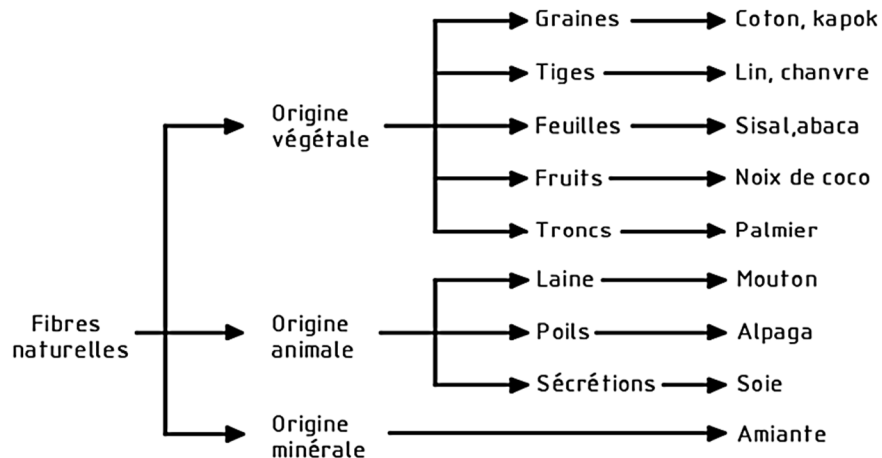 Graines
Coton, kapok
Tiges
Lin, chanvre
Origine
végétale
Feuilles
Sisal,abaca
Fruits
Noix de coco
Troncs
Palmier
Laine
Mouton
Fibres
naturelles
Origine
animale
Poils
Alpaga
Sécrétions
Soie
Origine
minérale
Amiante